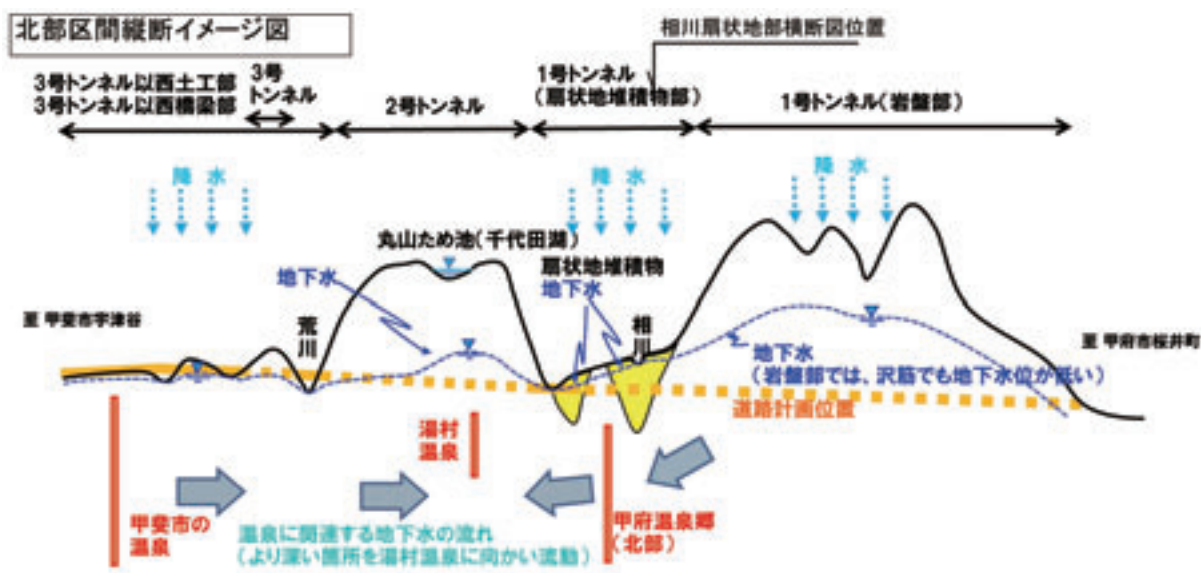 北部区間縦断イメージ図
相川扇状地部横断図位置
3号トンネル以西土工部
3号トンネル以西橋梁部
3号
トンネル
2号トンネル
1号トンネル
(扇状地堆積物部)
1号トンネル(岩盤部)
降水
降水
降水
丸山ため池(千代田湖)
地下水
扇状地堆積物
地下水
至 甲斐市宇津谷
荒川
相川
地下水
(岩盤部では、沢筋でも地下水位が低い)
至 甲府市桜井町
道路計画位置
湯村
温泉
甲斐市の
温泉
温泉に関連する地下水の流れ
(より深い箇所を湯村温泉に向かい流動)
甲府温泉郷
(北部)